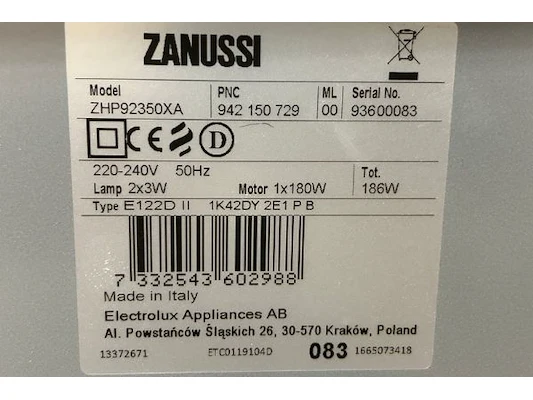 ZANUSSI
Model PNC ML Serial No.
ZHP92350XA 942 150 729 00 93600083
CE D
220-240V 50Hz Tot.
Lamp 2x3W Motor 1x180W 186W
Type E122D II 1K42DY 2E1 P B
7 332543 602988
Made in Italy
Electrolux Appliances AB
Al. Powstańców Śląskich 26, 30-570 Kraków, Poland
13372671 ETC0119104D 083 1665073418